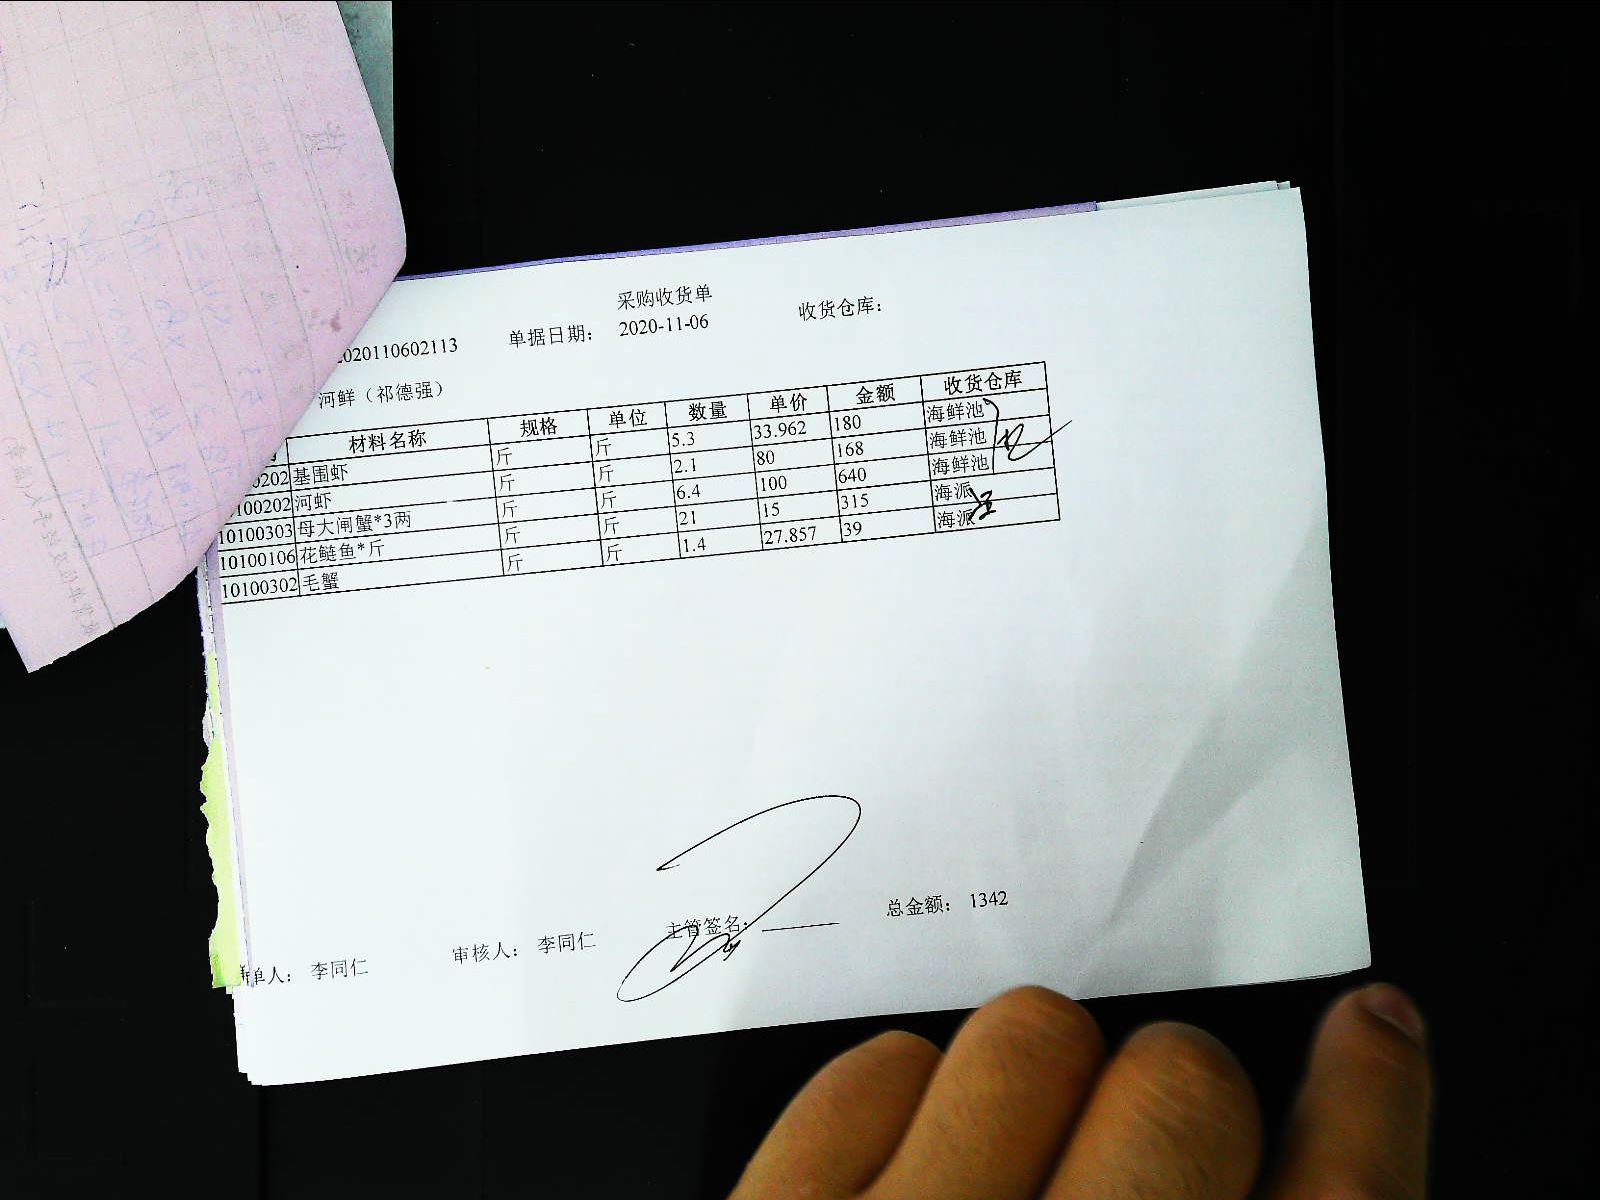 采购收货单
2020110602113 单据日期： 2020-11-06 收货仓库：
河鲜（祁德强）
材料名称 规格 单位 数量 单价 金额 收货仓库
0202 基围虾 斤 斤 5.3 33.962 180 海鲜池
100202 河虾 斤 斤 2.1 80 168 海鲜池
10100303 母大闸蟹*3两 斤 斤 6.4 100 640 海鲜池
10100106 花鲢鱼*斤 斤 斤 21 15 315 海派
10100302 毛蟹 斤 斤 1.4 27.857 39 海派
单人： 李同仁 审核人： 李同仁 主管签名： 总金额： 1342